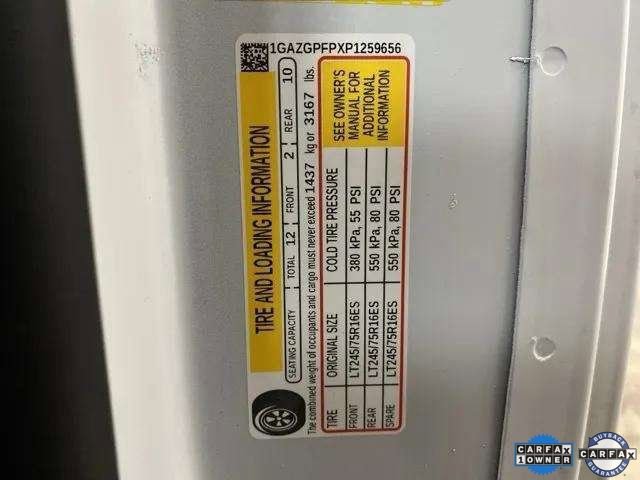 1GAZGPFPXP1259656
TIRE AND LOADING INFORMATION
SEATING CAPACITY TOTAL 12 FRONT 2 REAR 10
The combined weight of occupants and cargo must never exceed 1437 kg or 3167 lbs.
TIRE ORIGINAL SIZE COLD TIRE PRESSURE
FRONT LT245/75R16ES 380 kPa, 55 PSI
REAR LT245/75R16ES 550 kPa, 80 PSI
SPARE LT245/75R16ES 550 kPa, 80 PSI
SEE OWNER'S
MANUAL FOR
ADDITIONAL
INFORMATION
CARFAX
1 OWNER
BUYBACK
CARFAX
GUARANTEE